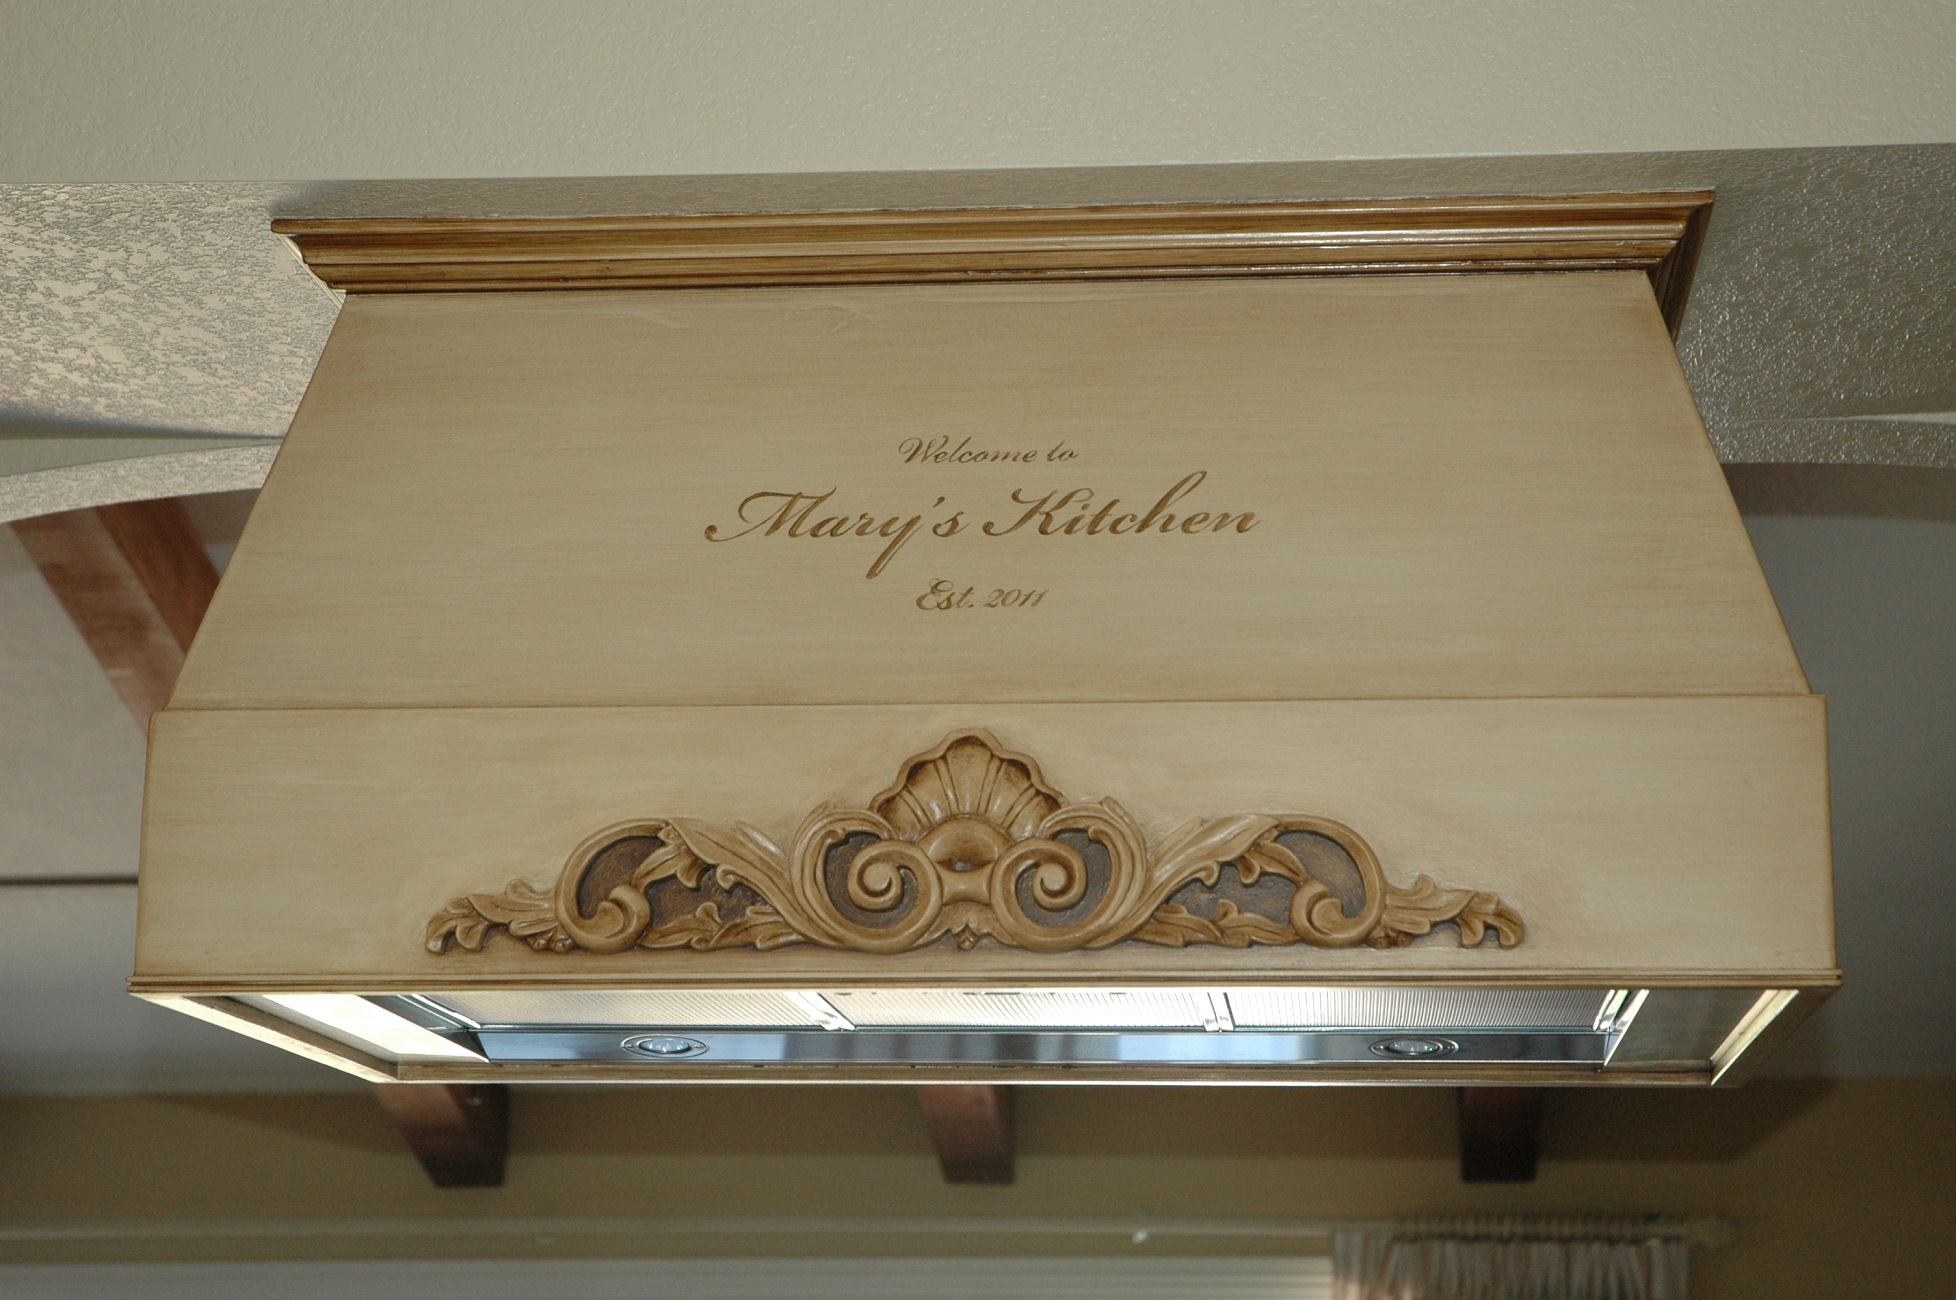 Welcome to
Mary's Kitchen
Est. 2011